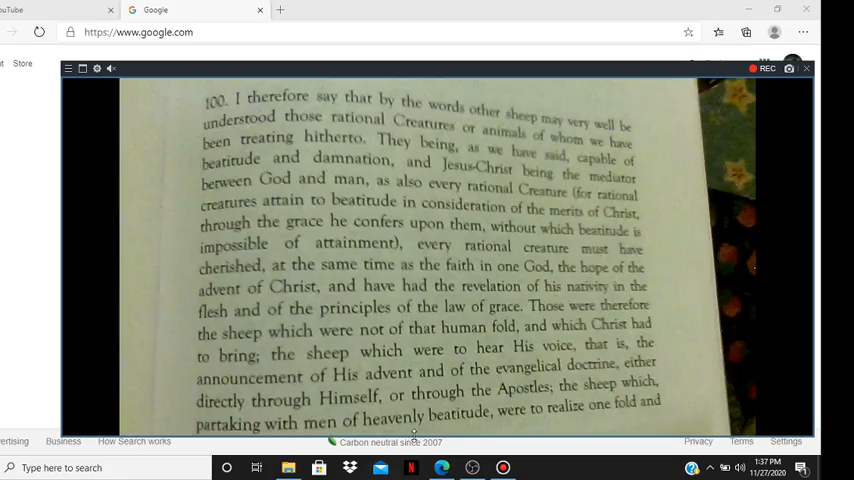 ouTube
Google
https://www.google.com
Store
REC
100. I therefore say that by the words other sheep may very well be
understood those rational Creatures or animals of whom we have
been treating hitherto. They being, as we have said, capable of
beatitude and damnation, and Jesus-Christ being the mediator
between God and man, as also every rational Creature (for rational
creatures attain to beatitude in consideration of the merits of Christ,
through the grace he confers upon them, without which beatitude is
impossible of attainment), every rational creature must have
cherished, at the same time as the faith in one God, the hope of the
advent of Christ, and have had the revelation of his nativity in the
flesh and of the principles of the law of grace. Those were therefore
the sheep which were not of that human fold, and which Christ had
to bring; the sheep which were to hear His voice, that is, the
announcement of His advent and of the evangelical doctrine, either
directly through Himself, or through the Apostles; the sheep which,
partaking with men of heavenly beatitude, were to realize one fold and
ertising Business How Search works Carbon neutral since 2007 Privacy Terms Settings
Type here to search
1:37 PM
11/27/2020